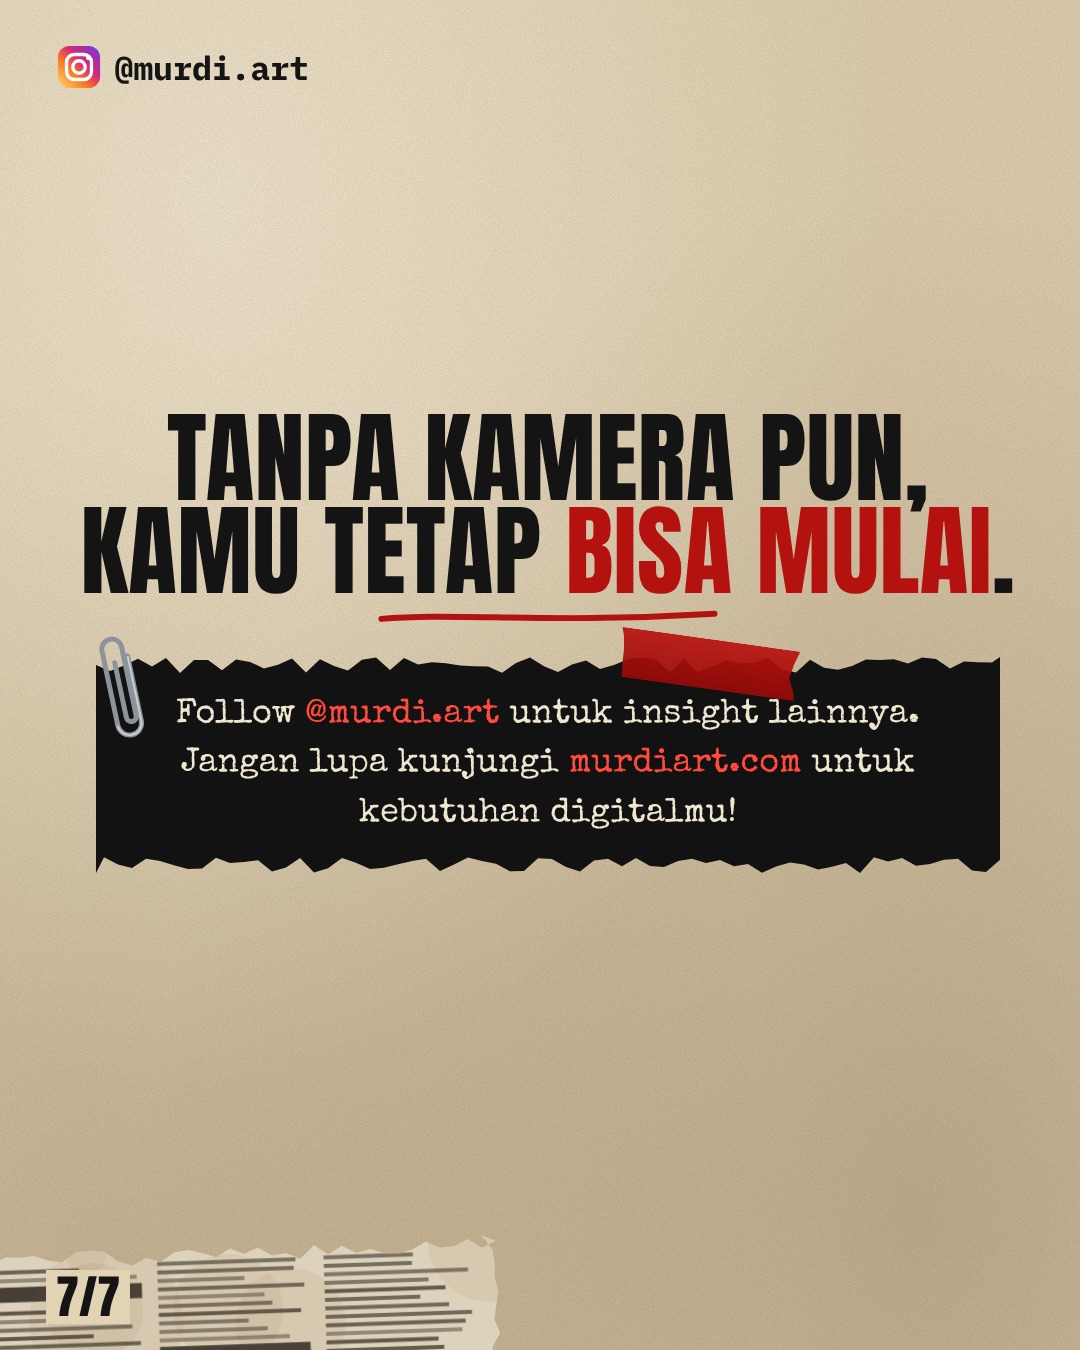 @murdi.art
TANPA KAMERA PUN,
KAMU TETAP BISA MULAI.
Follow @murdi.art untuk insight lainnya.
Jangan lupa kunjungi murdiart.com untuk
kebutuhan digitalmu!
7/7